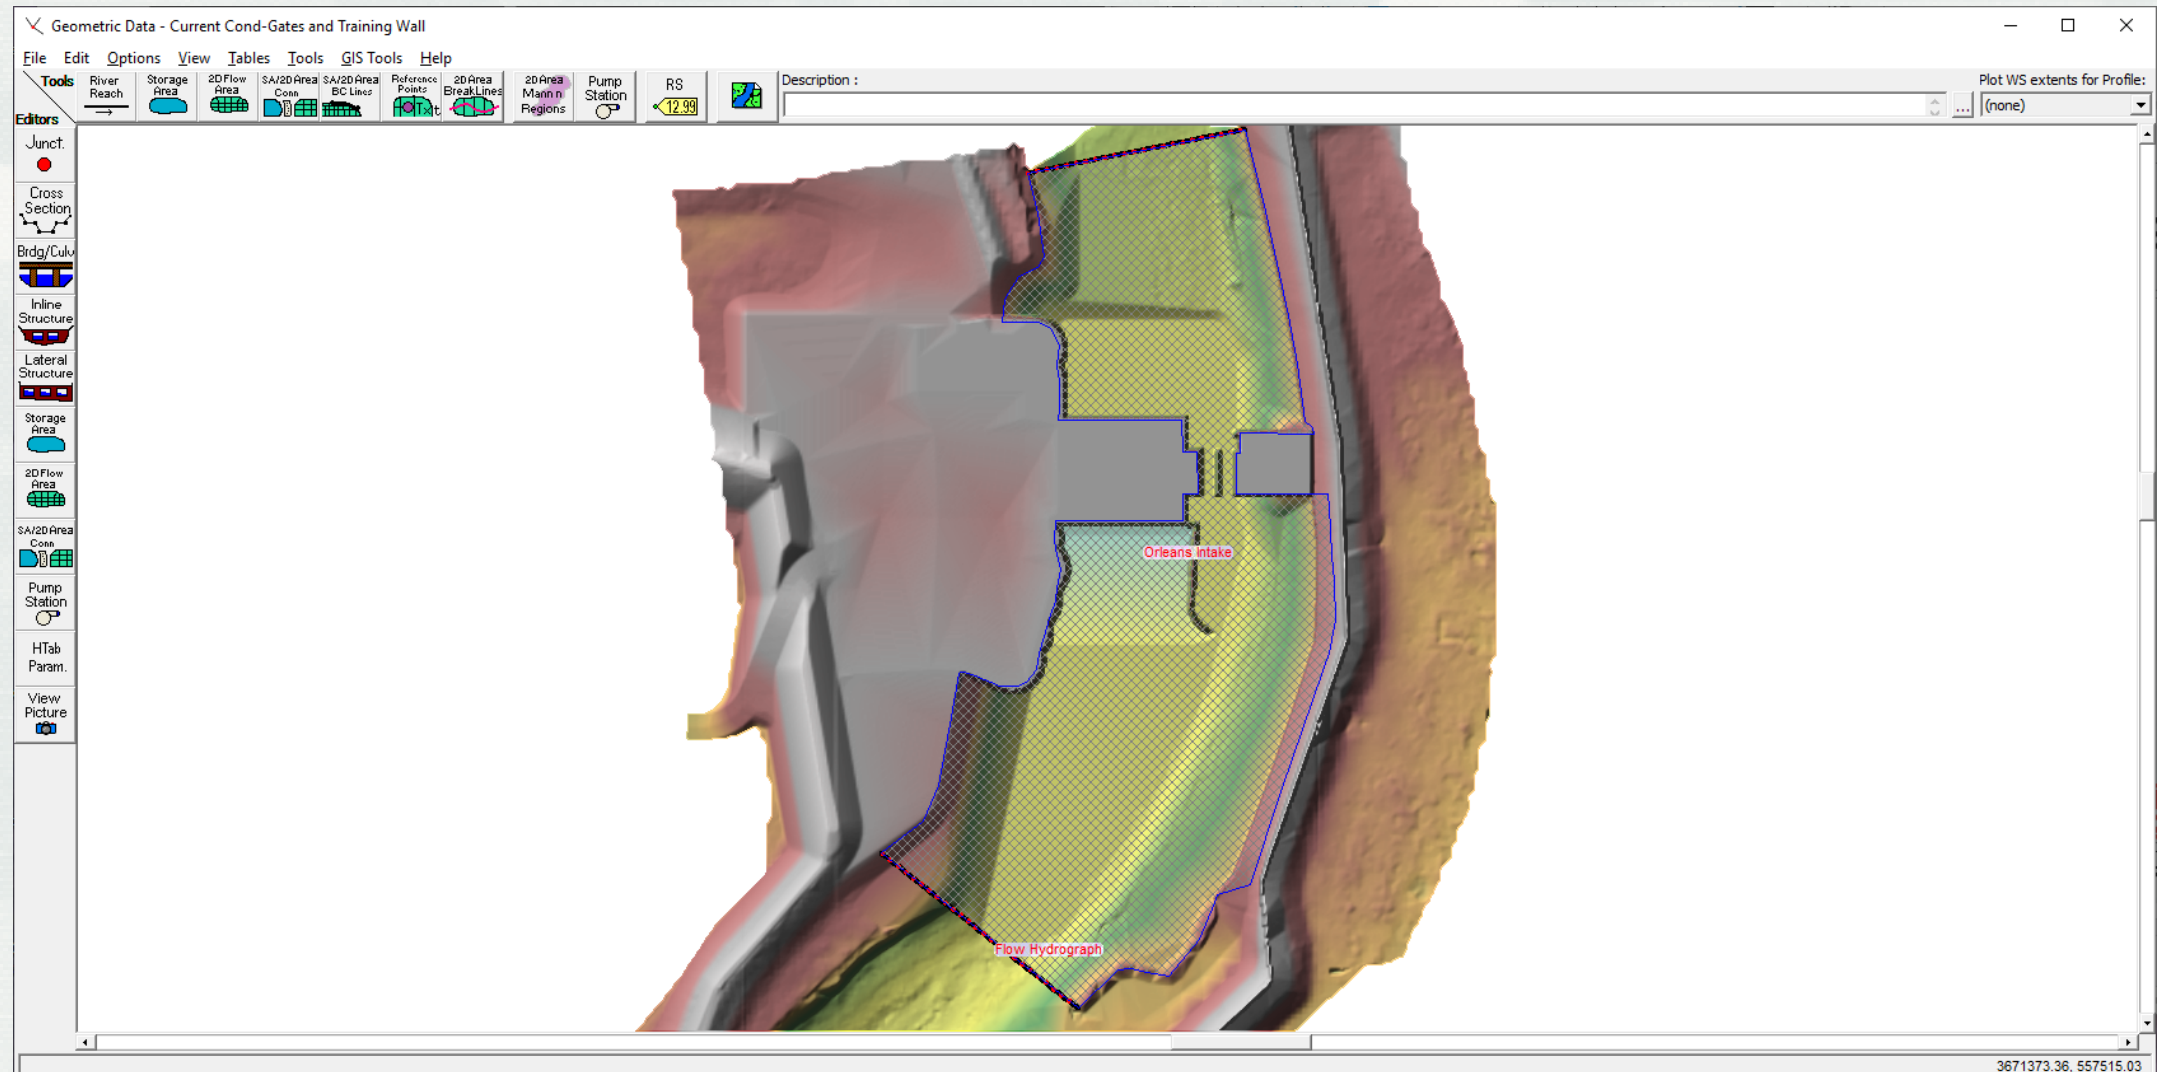 Geometric Data - Current Cond-Gates and Training Wall
File Edit Options View Tables Tools GIS Tools Help
Tools
Editors
River
Reach
Storage
Area
2D Flow
Area
SA/2D Area
Conn
SA/2D Area
BC Lines
Reference
Points
2D Area
BreakLines
2D Area
Mann n
Regions
Pump
Station
RS
12.99
Description :
Plot WS extents for Profile:
...
(none)
Junct.
Cross
Section
Brdg/Culv
Inline
Structure
Lateral
Structure
Storage
Area
2D Flow
Area
SA/2D Area
Conn
Pump
Station
HTab
Param.
View
Picture
Orleans Intake
Flow Hydrograph
3671373.36, 557515.03